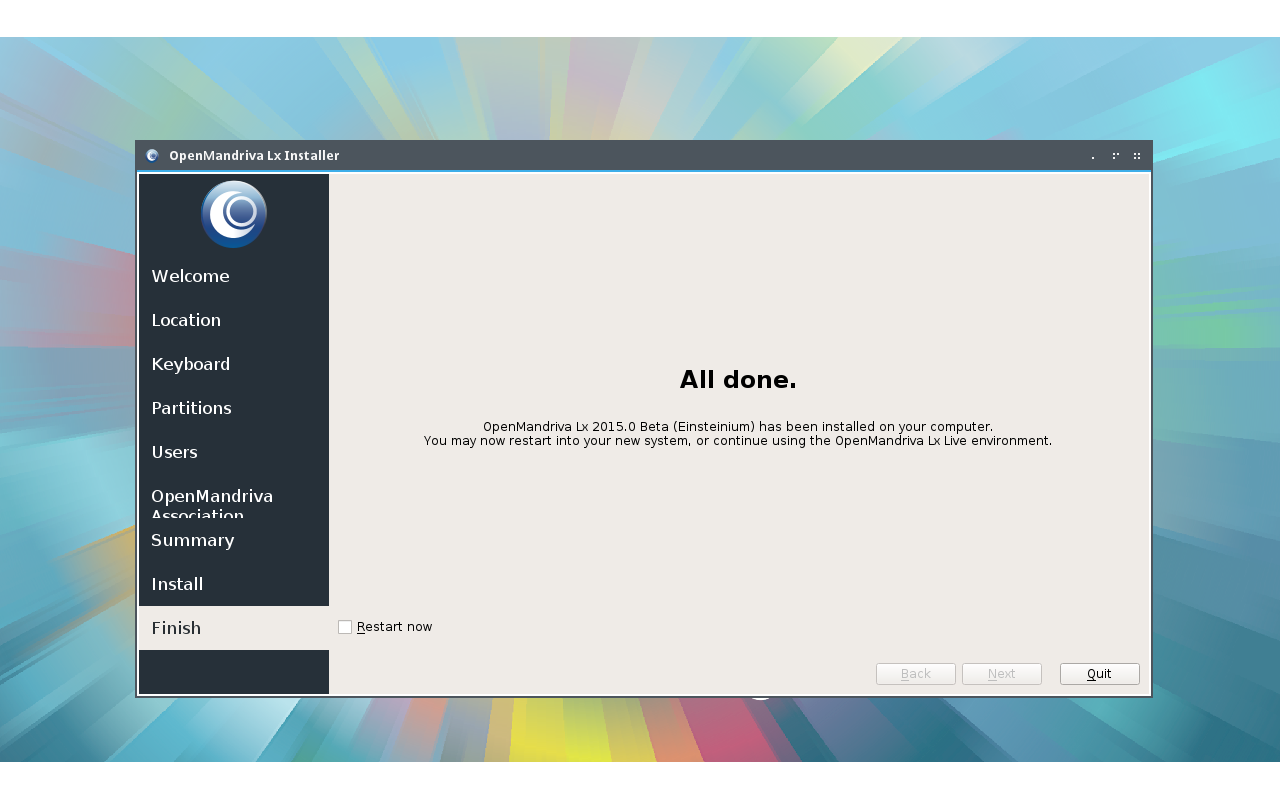 OpenMandriva Lx Installer
Welcome
Location
Keyboard
Partitions
Users
OpenMandriva
Association
Summary
Install
Finish
All done.
OpenMandriva Lx 2015.0 Beta (Einsteinium) has been installed on your computer.
You may now restart into your new system, or continue using the OpenMandriva Lx Live environment.
Restart now
Back
Next
Quit